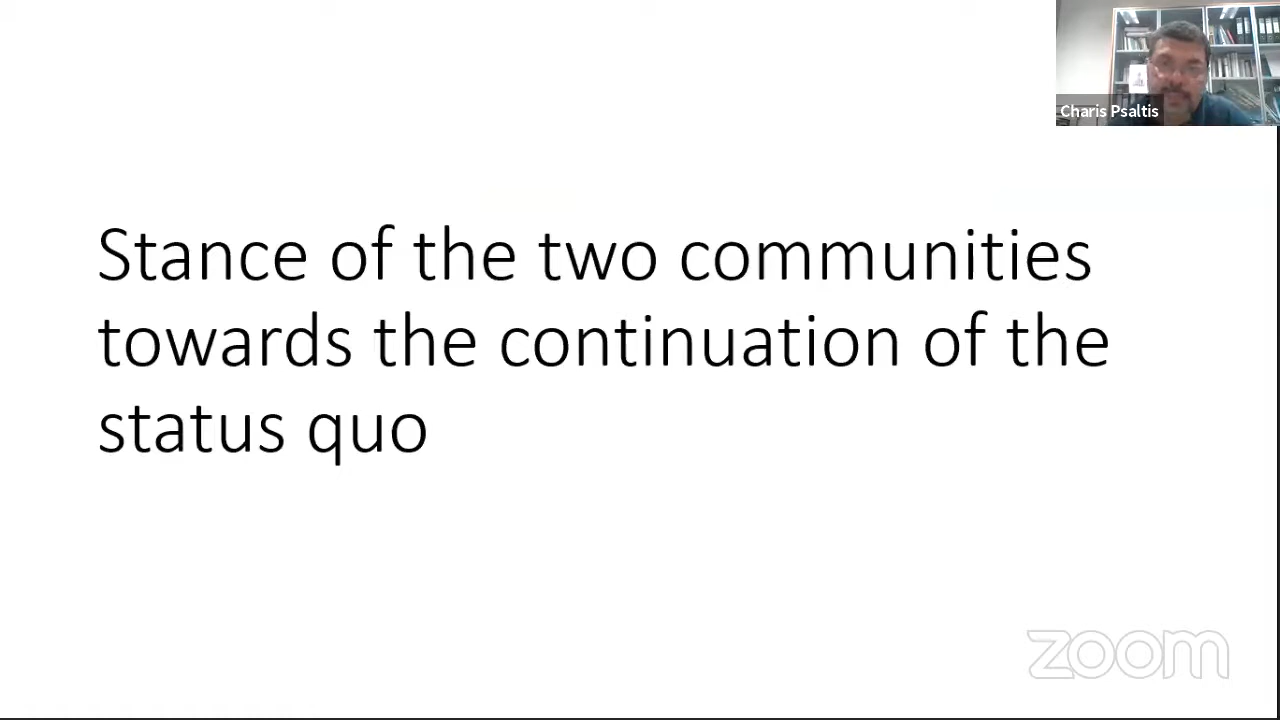 Charis Psaltis
Stance of the two communities
towards the continuation of the
status quo
zoom